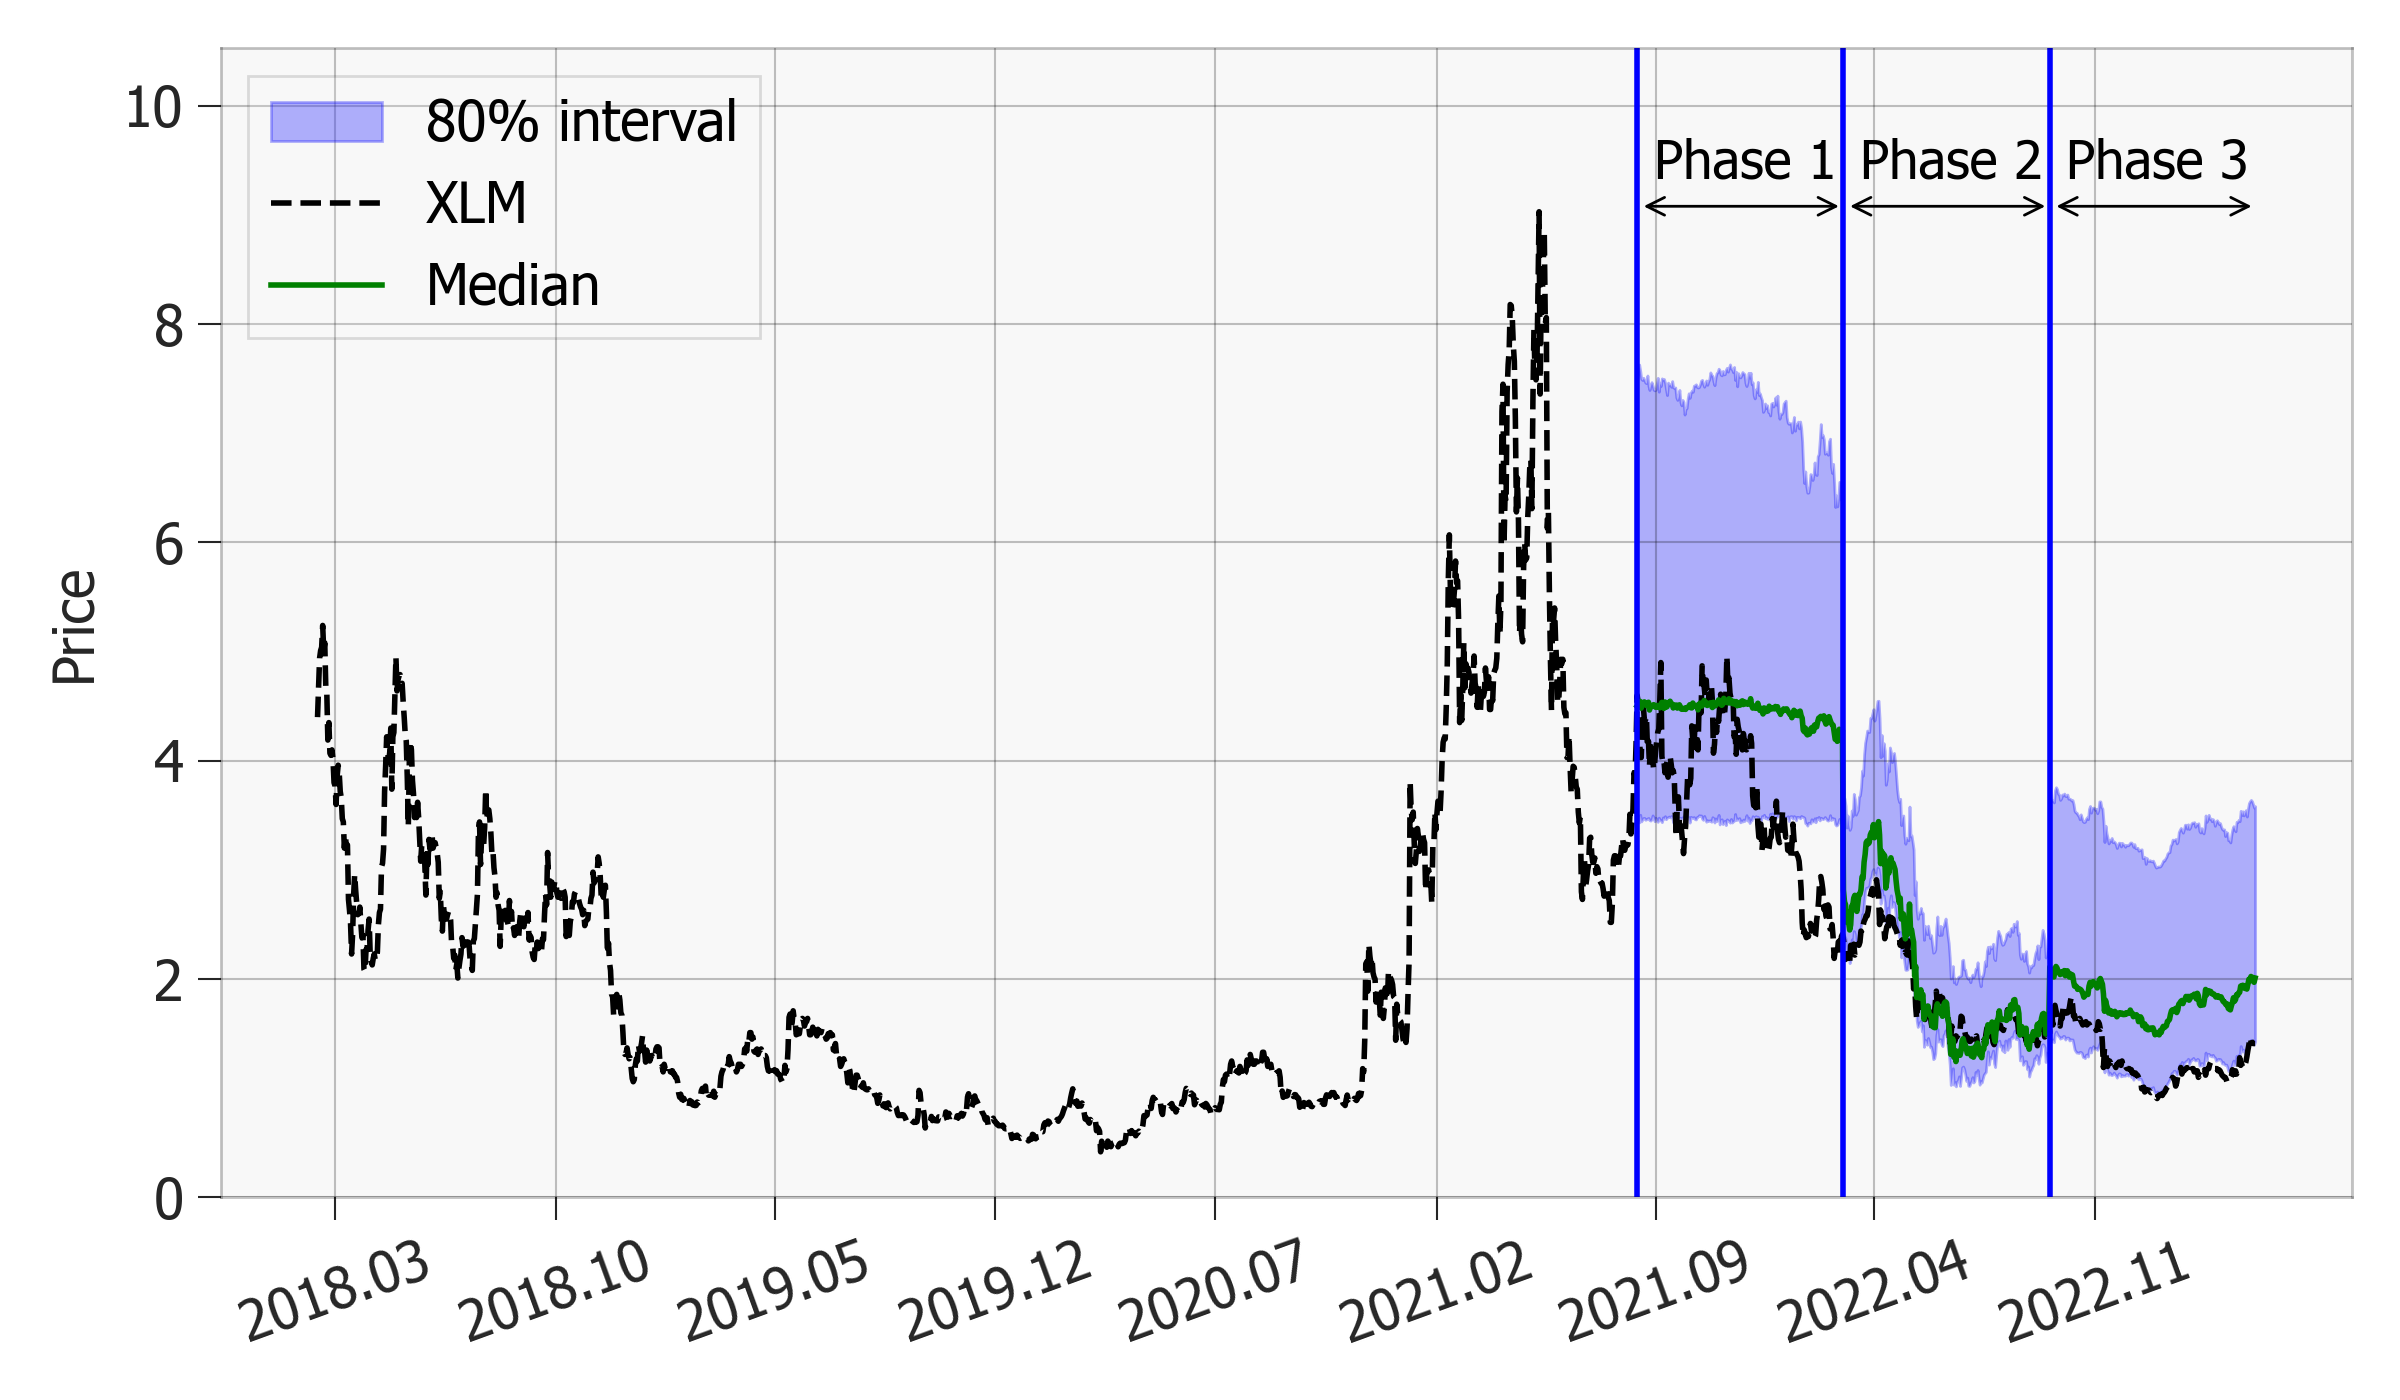 10
80% interval
XLM
Median
Phase 1
Phase 2
Phase 3
8
6
4
2
0
Price
2018.03
2018.10
2019.05
2019.12
2020.07
2021.02
2021.09
2022.04
2022.11